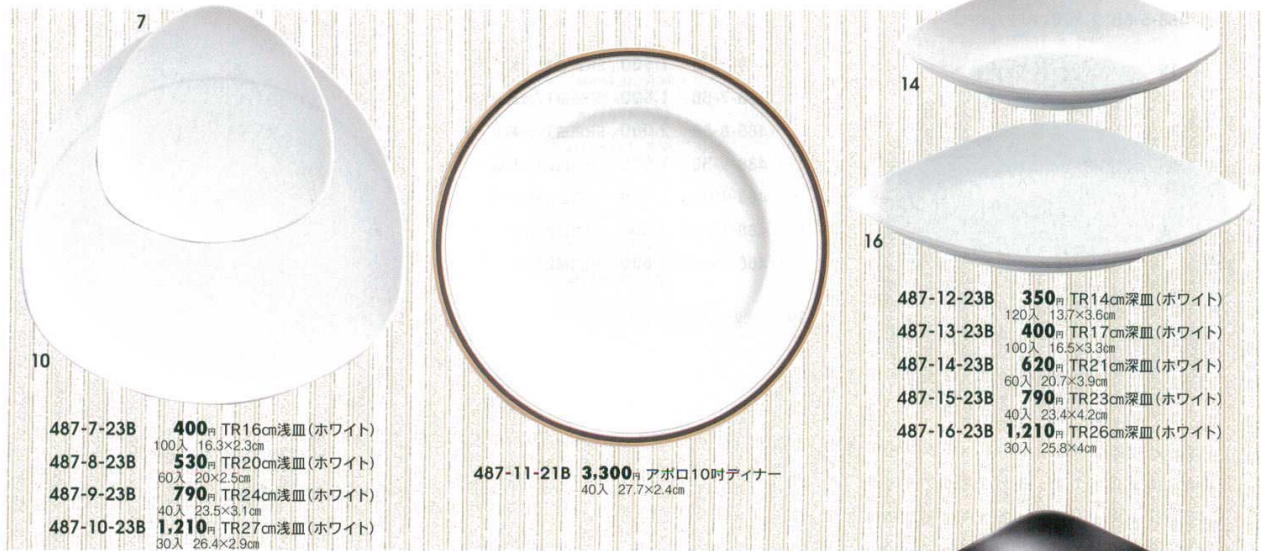 7
10
487-7-23B 400円 TR16㎝浅皿(ホワイト)
100入 16.3×2.3㎝
487-8-23B 530円 TR20㎝浅皿(ホワイト)
60入 20×2.5㎝
487-9-23B 790円 TR24㎝浅皿(ホワイト)
40入 23.5×3.1㎝
487-10-23B 1,210円 TR27㎝浅皿(ホワイト)
30入 26.4×2.9㎝
487-11-21B 3,300円 アポロ10吋ディナー
40入 27.7×2.4㎝
14
16
487-12-23B 350円 TR14㎝深皿(ホワイト)
120入 13.7×3.6㎝
487-13-23B 400円 TR17㎝深皿(ホワイト)
100入 16.5×3.3㎝
487-14-23B 620円 TR21㎝深皿(ホワイト)
60入 20.7×3.9㎝
487-15-23B 790円 TR23㎝深皿(ホワイト)
40入 23.4×4.2㎝
487-16-23B 1,210円 TR26㎝深皿(ホワイト)
30入 25.8×4㎝